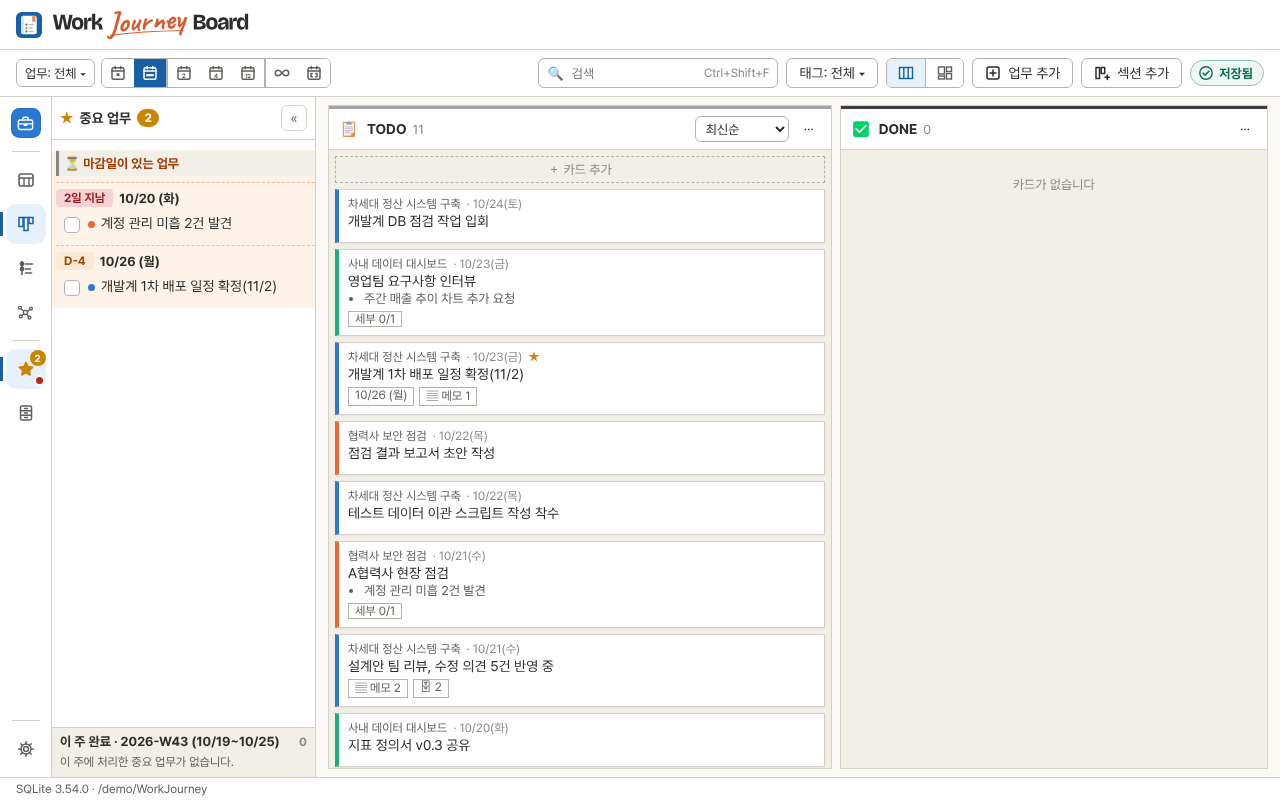 Work Journey Board
업무: 전체
2
4
12
검색
Ctrl+Shift+F
태그: 전체
업무 추가
섹션 추가
저장됨
★ 중요 업무 2
«
⏳ 마감일이 있는 업무
2일 지남 10/20 (화)
계정 관리 미흡 2건 발견
D-4 10/26 (월)
개발계 1차 배포 일정 확정(11/2)
2
이 주 완료 · 2026-W43 (10/19~10/25) 0
이 주에 처리한 중요 업무가 없습니다.
TODO 11
최신순
···
+ 카드 추가
차세대 정산 시스템 구축 · 10/24(토)
개발계 DB 점검 작업 입회
사내 데이터 대시보드 · 10/23(금)
영업팀 요구사항 인터뷰
• 주간 매출 추이 차트 추가 요청
세부 0/1
차세대 정산 시스템 구축 · 10/23(금) ★
개발계 1차 배포 일정 확정(11/2)
10/26 (월) 메모 1
협력사 보안 점검 · 10/22(목)
점검 결과 보고서 초안 작성
차세대 정산 시스템 구축 · 10/22(목)
테스트 데이터 이관 스크립트 작성 착수
협력사 보안 점검 · 10/21(수)
A협력사 현장 점검
• 계정 관리 미흡 2건 발견
세부 0/1
차세대 정산 시스템 구축 · 10/21(수)
설계안 팀 리뷰, 수정 의견 5건 반영 중
메모 2 2
사내 데이터 대시보드 · 10/20(화)
지표 정의서 v0.3 공유
DONE 0
···
카드가 없습니다
SQLite 3.54.0 · /demo/WorkJourney